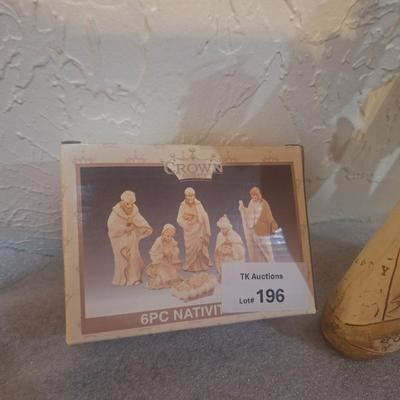 CROWN
TK Auctions
Lot# 196
6PC NATIVIT